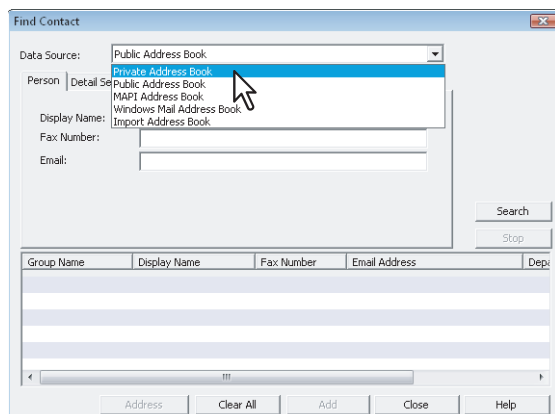 Find Contact
Data Source: Public Address Book
Private Address Book
Person Detail Se
Public Address Book
MAPI Address Book
Windows Mail Address Book
Display Name: Import Address Book
Fax Number:
Email:
Search
Stop
Group Name Display Name Fax Number Email Address Depa
Address Clear All Add Close Help